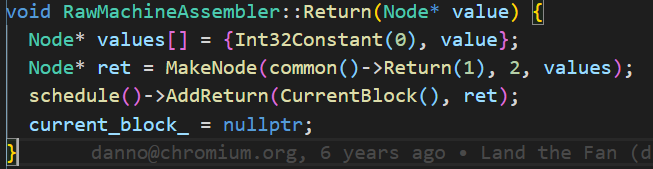 void RawMachineAssembler::Return(Node* value) {
  Node* values[] = {Int32Constant(0), value};
  Node* ret = MakeNode(common()->Return(1), 2, values);
  schedule()->AddReturn(CurrentBlock(), ret);
  current_block_ = nullptr;
} danno@chromium.org, 6 years ago • Land the Fan (d